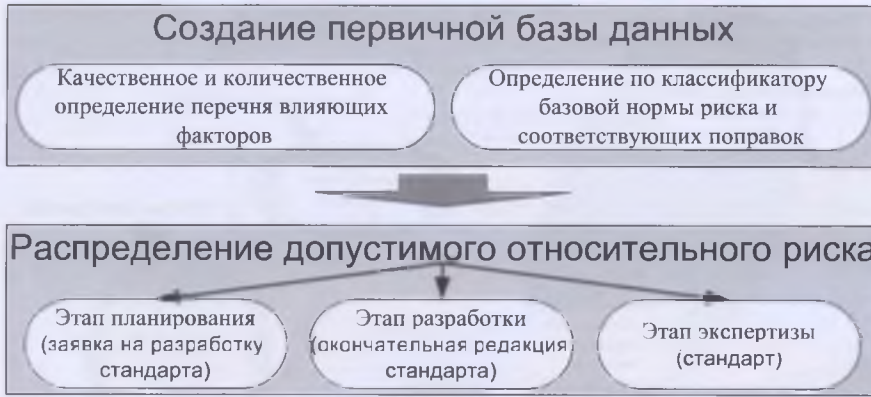 Создание первичной базы данных
Качественное и количественное
определение перечня влияющих
факторов
Определение по классификатору
базовой нормы риска и
соответствующих поправок
Распределение допустимого относительного риска
Этап планирования
(заявка на разработку
стандарта)
Этап разработки
(окончательная редакция
стандарта)
Этап экспертизы
(стандарт)